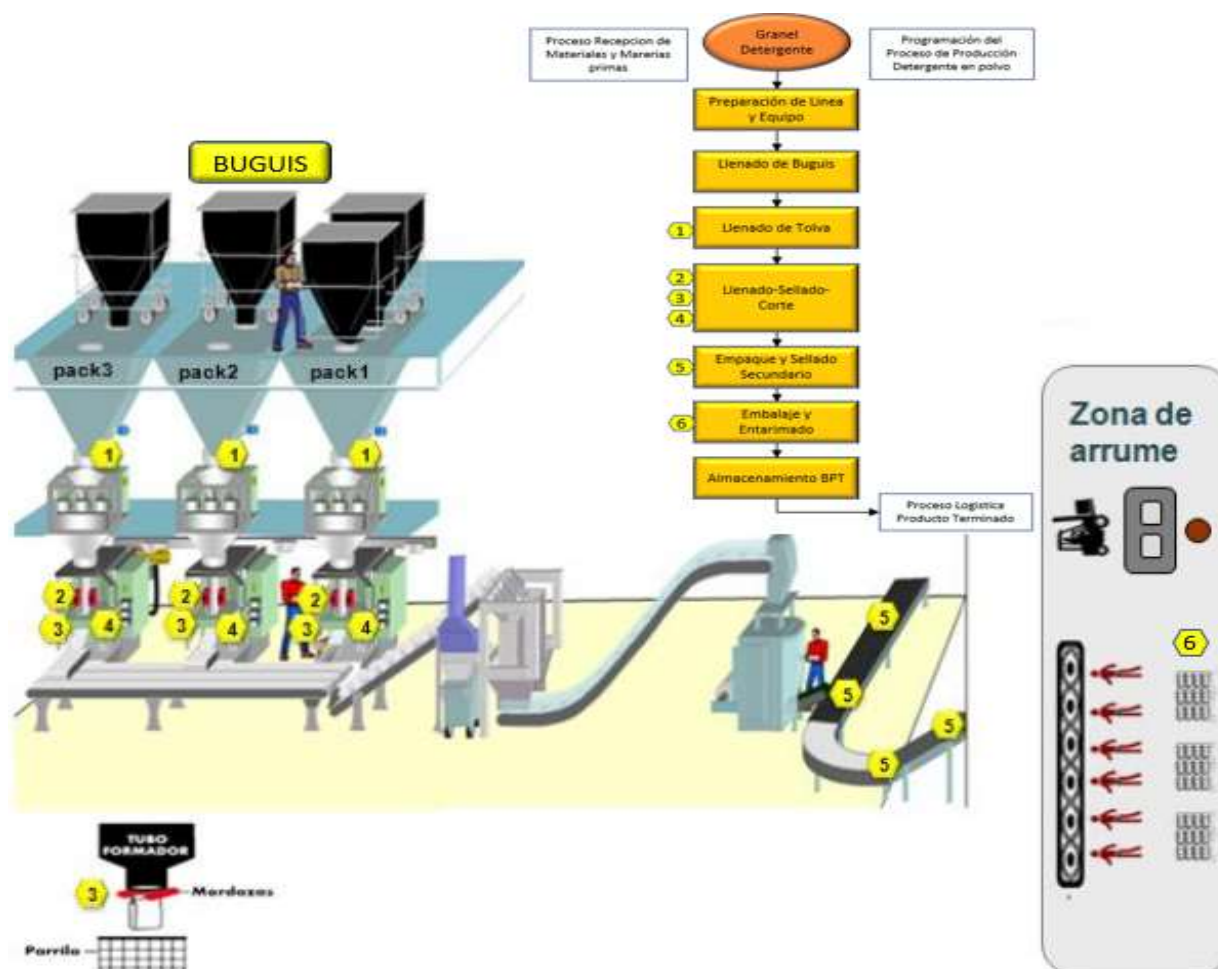 Proceso Recepcion de
Materiales y Marerias
primas
Granel
Detergente
Programación del
Proceso de Producción
Detergente en polvo
Preparación de Linea
y Equipo
Llenado de Buguis
1
Llenado de Tolva
2
3
4
Llenado-Sellado-
Corte
5
Empaque y Sellado
Secundario
6
Embalaje y
Entarimado
Almacenamiento BPT
Proceso Logística
Producto Terminado
BUGUIS
pack3
pack2
pack1
1
1
1
2
2
2
3
4
3
4
3
4
5
5
5
5
Zona de
arrume
6
TUBO
FORMADOR
3
Mordazas
Parrila